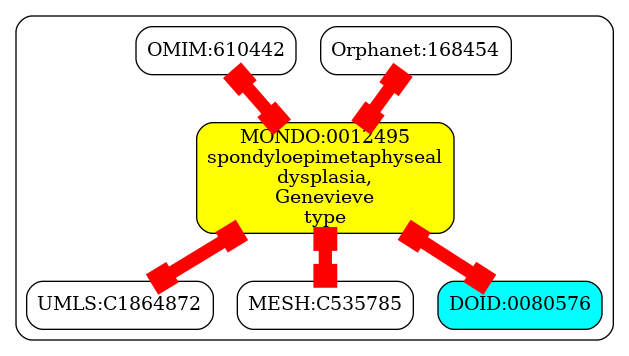 OMIM:610442
Orphanet:168454
MONDO:0012495
spondyloepimetaphyseal
dysplasia,
Genevieve
type
UMLS:C1864872
MESH:C535785
DOID:0080576